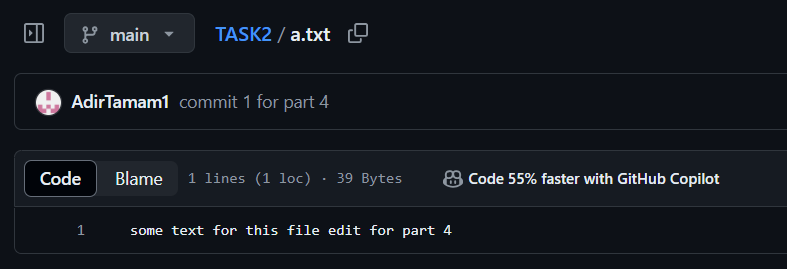 main TASK2 / a.txt
AdirTamam1 commit 1 for part 4
Code Blame 1 lines (1 loc) · 39 Bytes Code 55% faster with GitHub Copilot
1 some text for this file edit for part 4